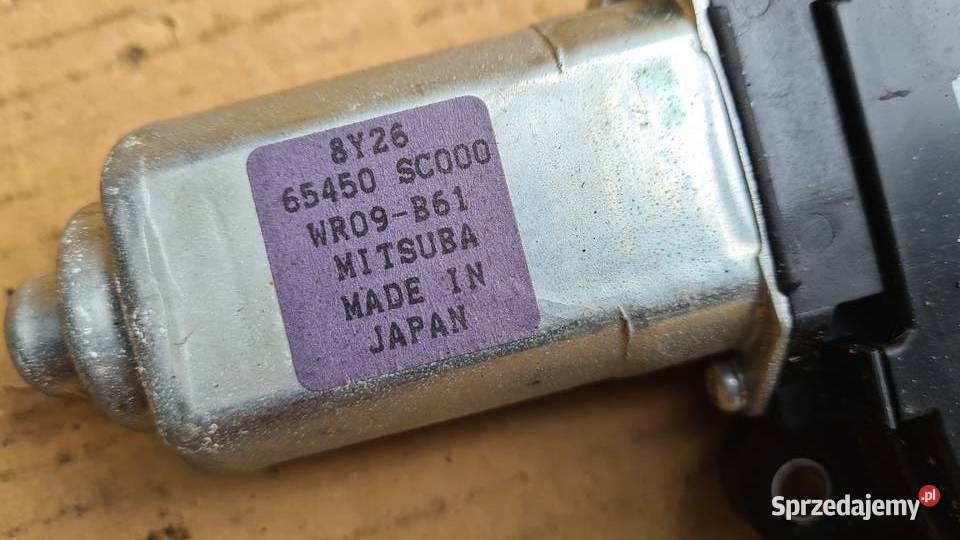 8Y26
65450 SC000
WR09-B61
MITSUBA
MADE IN
JAPAN
Sprzedajemy.pl